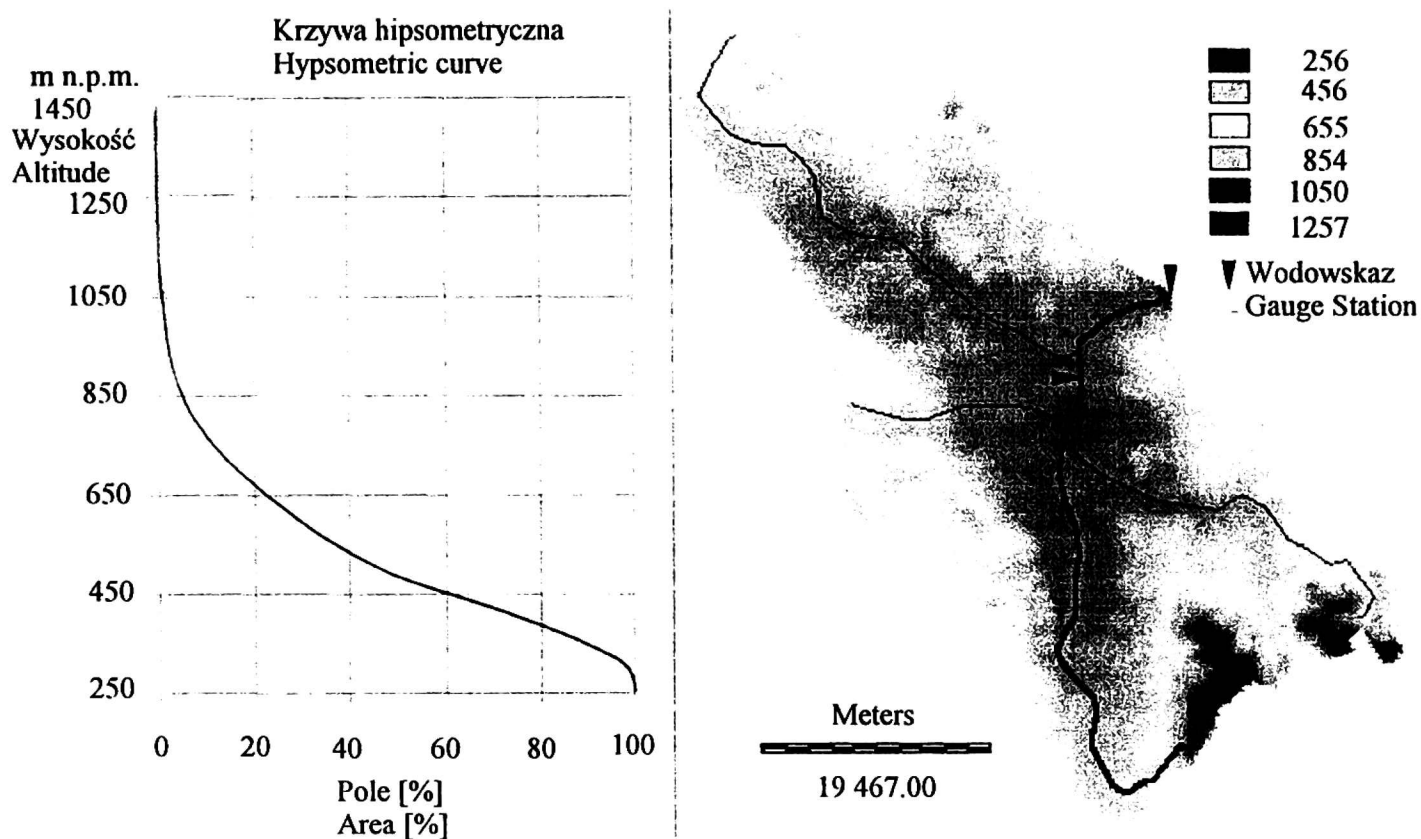 Krzywa hipsometryczna
Hypsometric curve
m n.p.m.
1450
Wysokość
Altitude
1250
1050
850
650
450
250
0 20 40 60 80 100
Pole [%]
Area [%]
256
456
655
854
1050
1257
Wodowskaz
Gauge Station
Meters
19 467.00